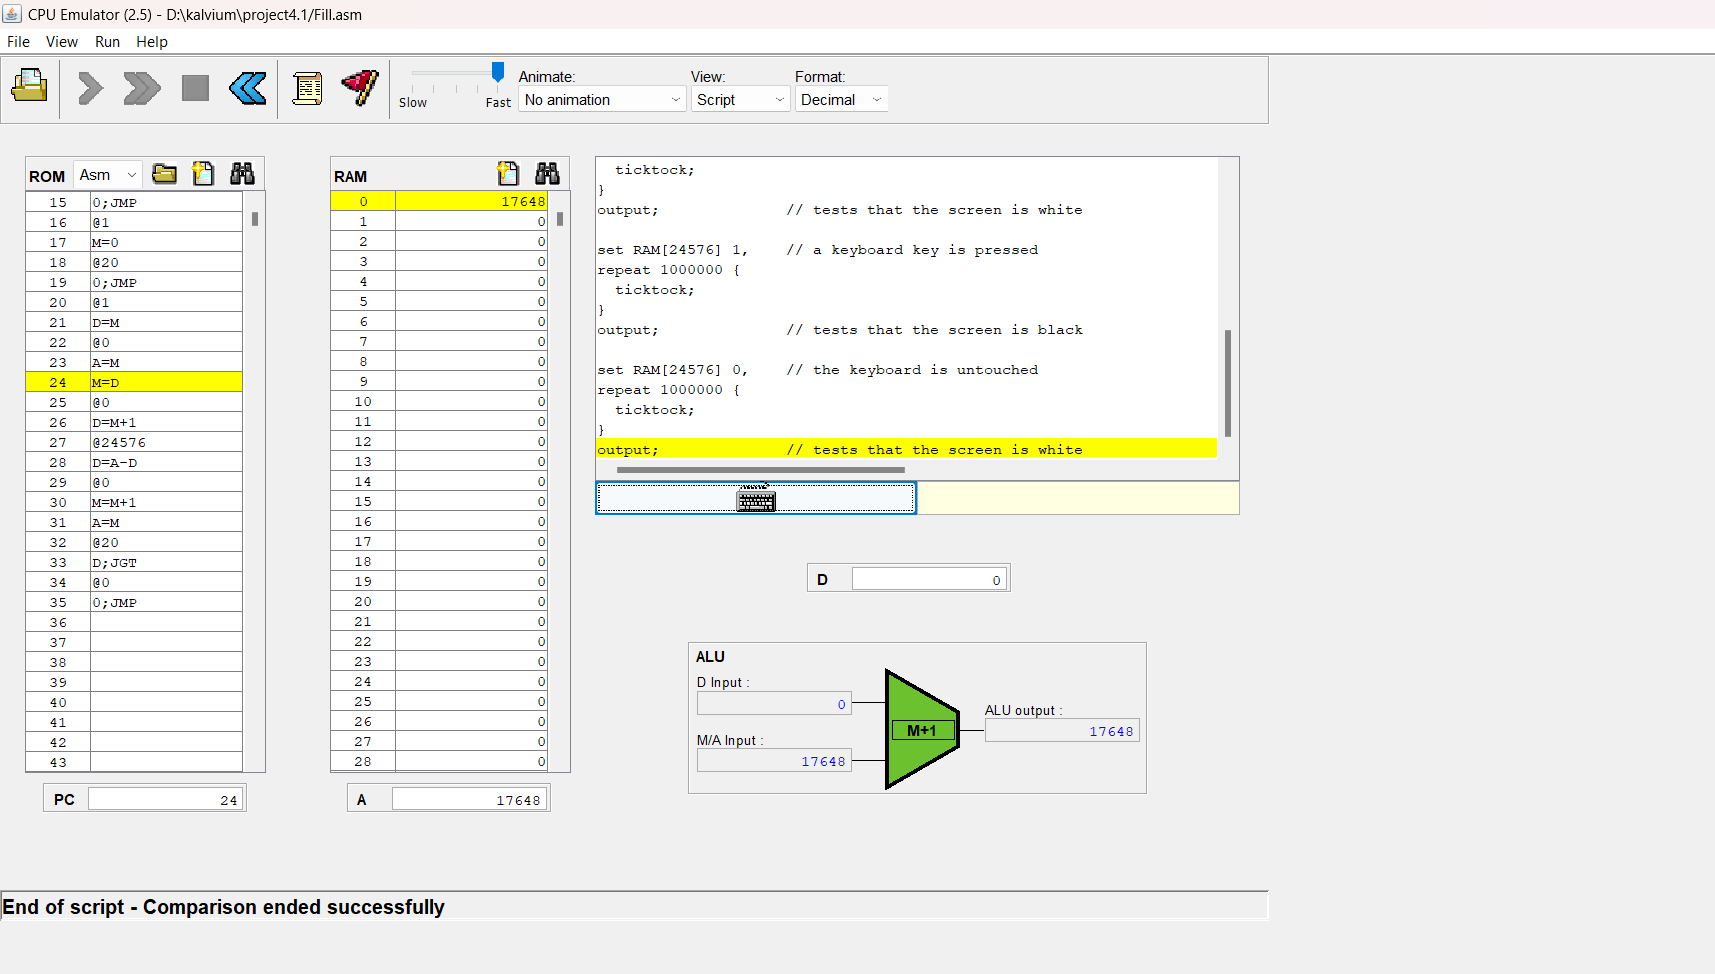 CPU Emulator (2.5) - D:\kalvium\project4.1/Fill.asm
File View Run Help
Slow Fast
Animate:
No animation
View:
Script
Format:
Decimal
ROM Asm
15 0;JMP
16 @1
17 M=0
18 @20
19 0;JMP
20 @1
21 D=M
22 @0
23 A=M
24 M=D
25 @0
26 D=M+1
27 @24576
28 D=A-D
29 @0
30 M=M+1
31 A=M
32 @20
33 D;JGT
34 @0
35 0;JMP
36
37
38
39
40
41
42
43
PC 24
RAM
0 17648
1 0
2 0
3 0
4 0
5 0
6 0
7 0
8 0
9 0
10 0
11 0
12 0
13 0
14 0
15 0
16 0
17 0
18 0
19 0
20 0
21 0
22 0
23 0
24 0
25 0
26 0
27 0
28 0
A 17648
ticktock;
}
output; // tests that the screen is white
set RAM[24576] 1, // a keyboard key is pressed
repeat 1000000 {
ticktock;
}
output; // tests that the screen is black
set RAM[24576] 0, // the keyboard is untouched
repeat 1000000 {
ticktock;
}
output; // tests that the screen is white
D 0
ALU
D Input :
0
M/A Input :
17648
M+1
ALU output :
17648
End of script - Comparison ended successfully